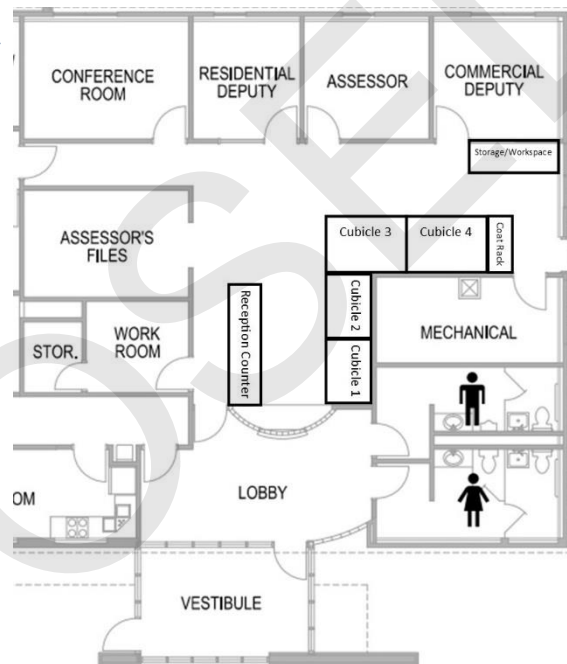 CONFERENCE
ROOM
RESIDENTIAL
DEPUTY
ASSESSOR
COMMERCIAL
DEPUTY
Storage/Workspace
ASSESSOR'S
FILES
Cubicle 3
Cubicle 4
Coat Rack
Reception Counter
Cubicle 2
Cubicle 1
MECHANICAL
STOR.
WORK
ROOM
OM
LOBBY
VESTIBULE